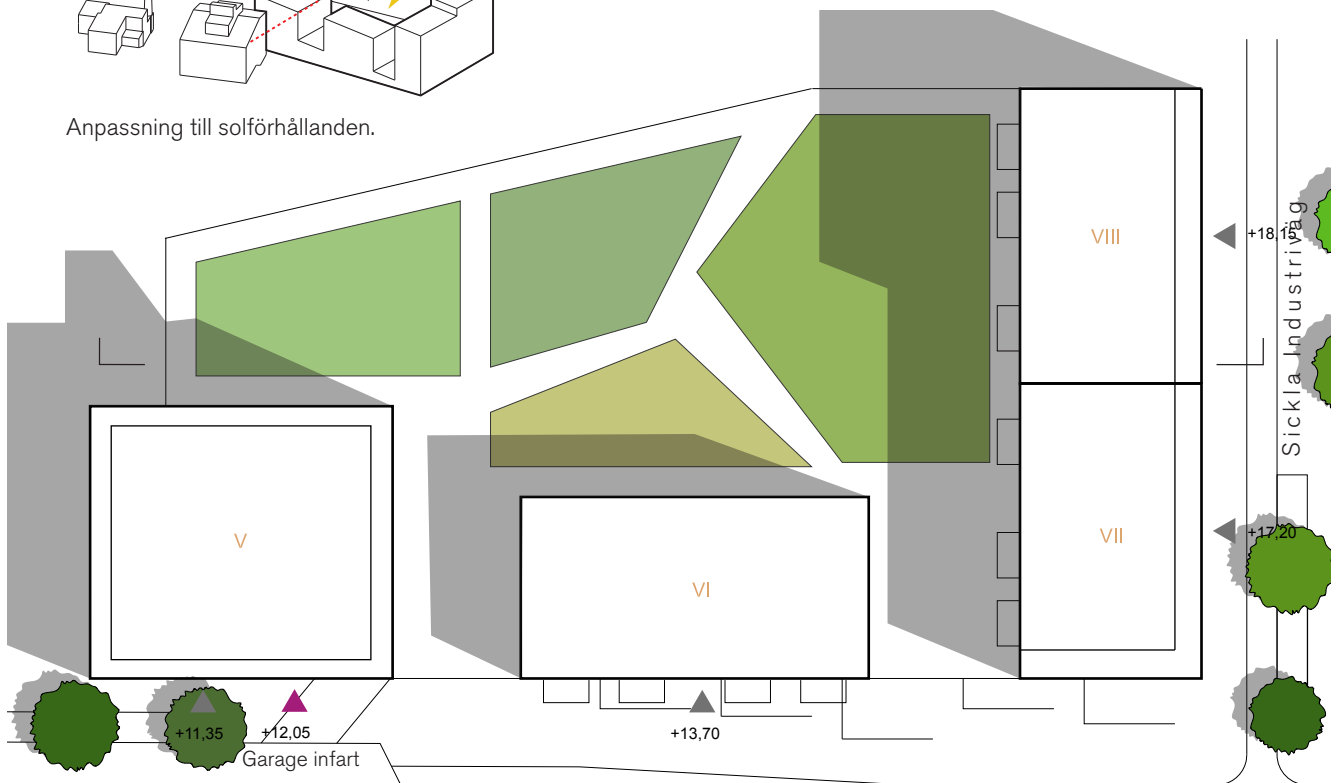 Anpassning till solförhållanden.
VIII
+18,15
Sickla Industriväg
V
VI
VII
+17,20
+11,35
+12,05
+13,70
Garage infart